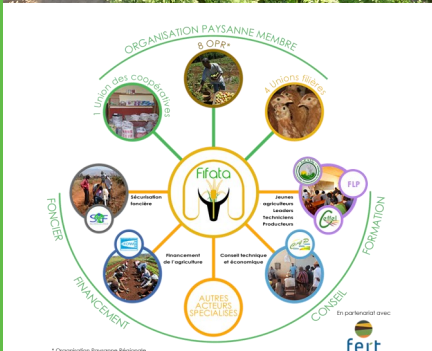 ORGANISATION PAYSANNE MEMBRE
8 OPR*
1 Union des coopératives
4 Unions filières
Fifata
Sécurisation
foncière
SIF
Jeunes
agriculteurs
Leaders
Techniciens
Producteurs
FLP
Ceffel
FONCIER
FORMATION
Financement
de l'agriculture
Conseil technique
et économique
FINANCEMENT
CONSEIL
AUTRES
ACTEURS
SPÉCIALISÉS
En partenariat avec
fert
* Organisation Paysanne Régionale